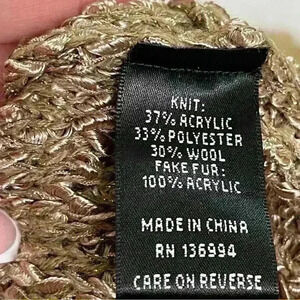 KNIT:
37% ACRYLIC
33% POLYESTER
30% WOOL
FAKE FUR:
100% ACRYLIC
MADE IN CHINA
RN 136994
CARE ON REVERSE